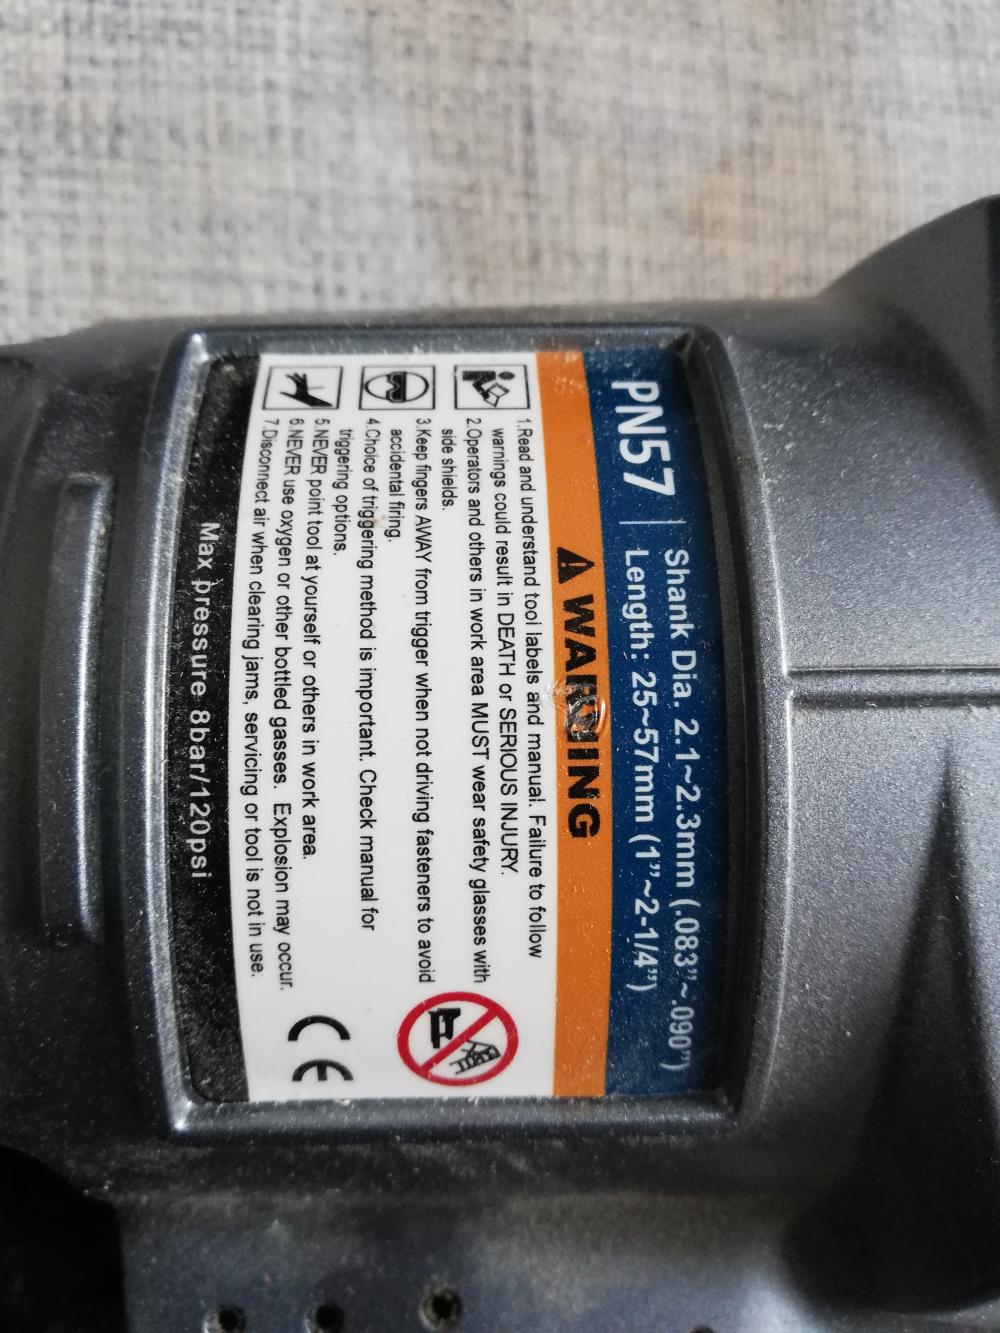 PN57
Shank Dia. 2.1~2.3mm (.083"~.090")
Length: 25~57mm (1"~2-1/4")
WARNING
1.Read and understand tool labels and manual. Failure to follow
warnings could result in DEATH or SERIOUS INJURY.
2.Operators and others in work area MUST wear safety glasses with
side shields.
3.Keep fingers AWAY from trigger when not driving fasteners to avoid
accidental firing.
4.Choice of triggering method is important. Check manual for
triggering options.
5.NEVER point tool at yourself or others in work area.
6.NEVER use oxygen or other bottled gasses. Explosion may occur.
7.Disconnect air when clearing jams, servicing or tool is not in use.
CE
Max pressure 8bar/120psi